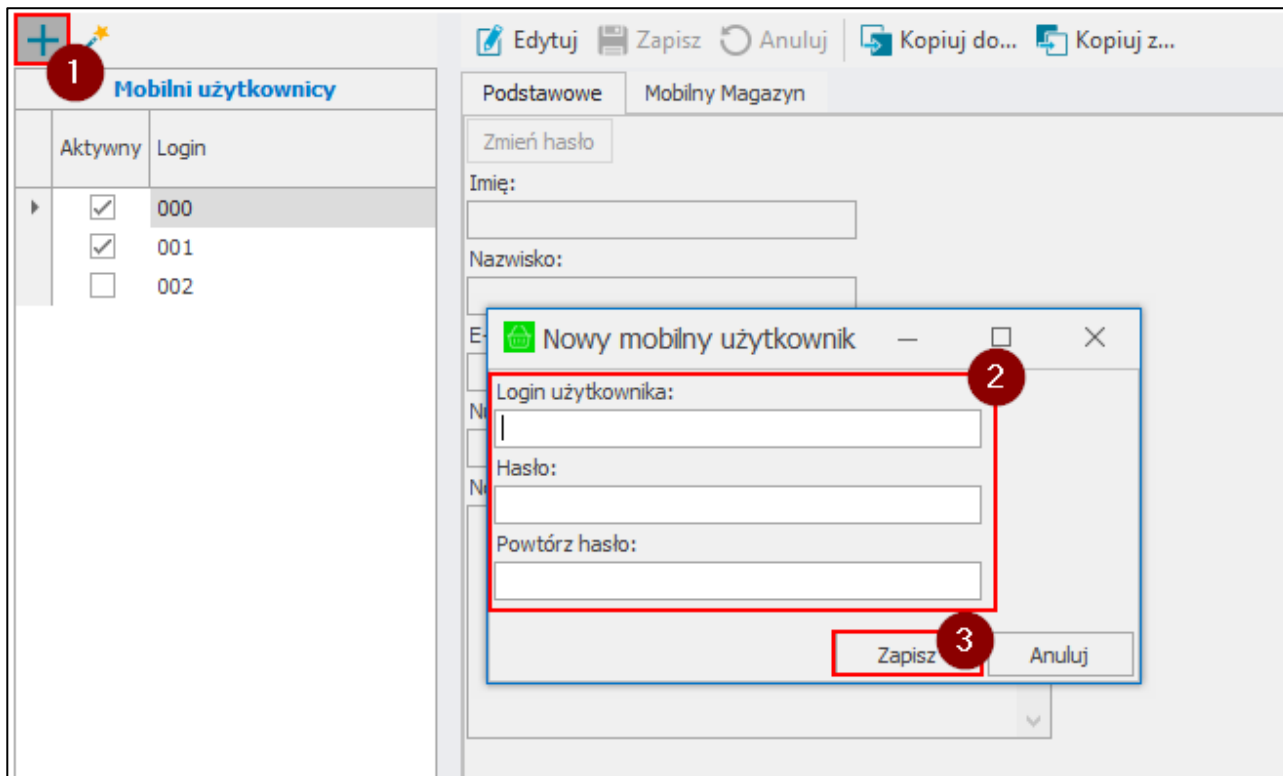 1
Mobilni użytkownicy
Aktywny Login
000
001
002
Edytuj Zapisz Anuluj Kopiuj do... Kopiuj z...
Podstawowe Mobilny Magazyn
Zmień hasło
Imię:
Nazwisko:
Nowy mobilny użytkownik
2
Login użytkownika:
Hasło:
Powtórz hasło:
3
Zapisz Anuluj